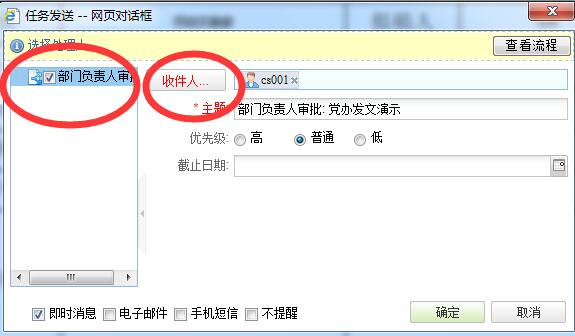 任务发送 -- 网页对话框
选择处理人
查看流程
部门负责人审批
收件人...
cs001
* 主题:
部门负责人审批: 党办发文演示
优先级: 高 普通 低
截止日期:
即时消息 电子邮件 手机短信 不提醒
确定
取消